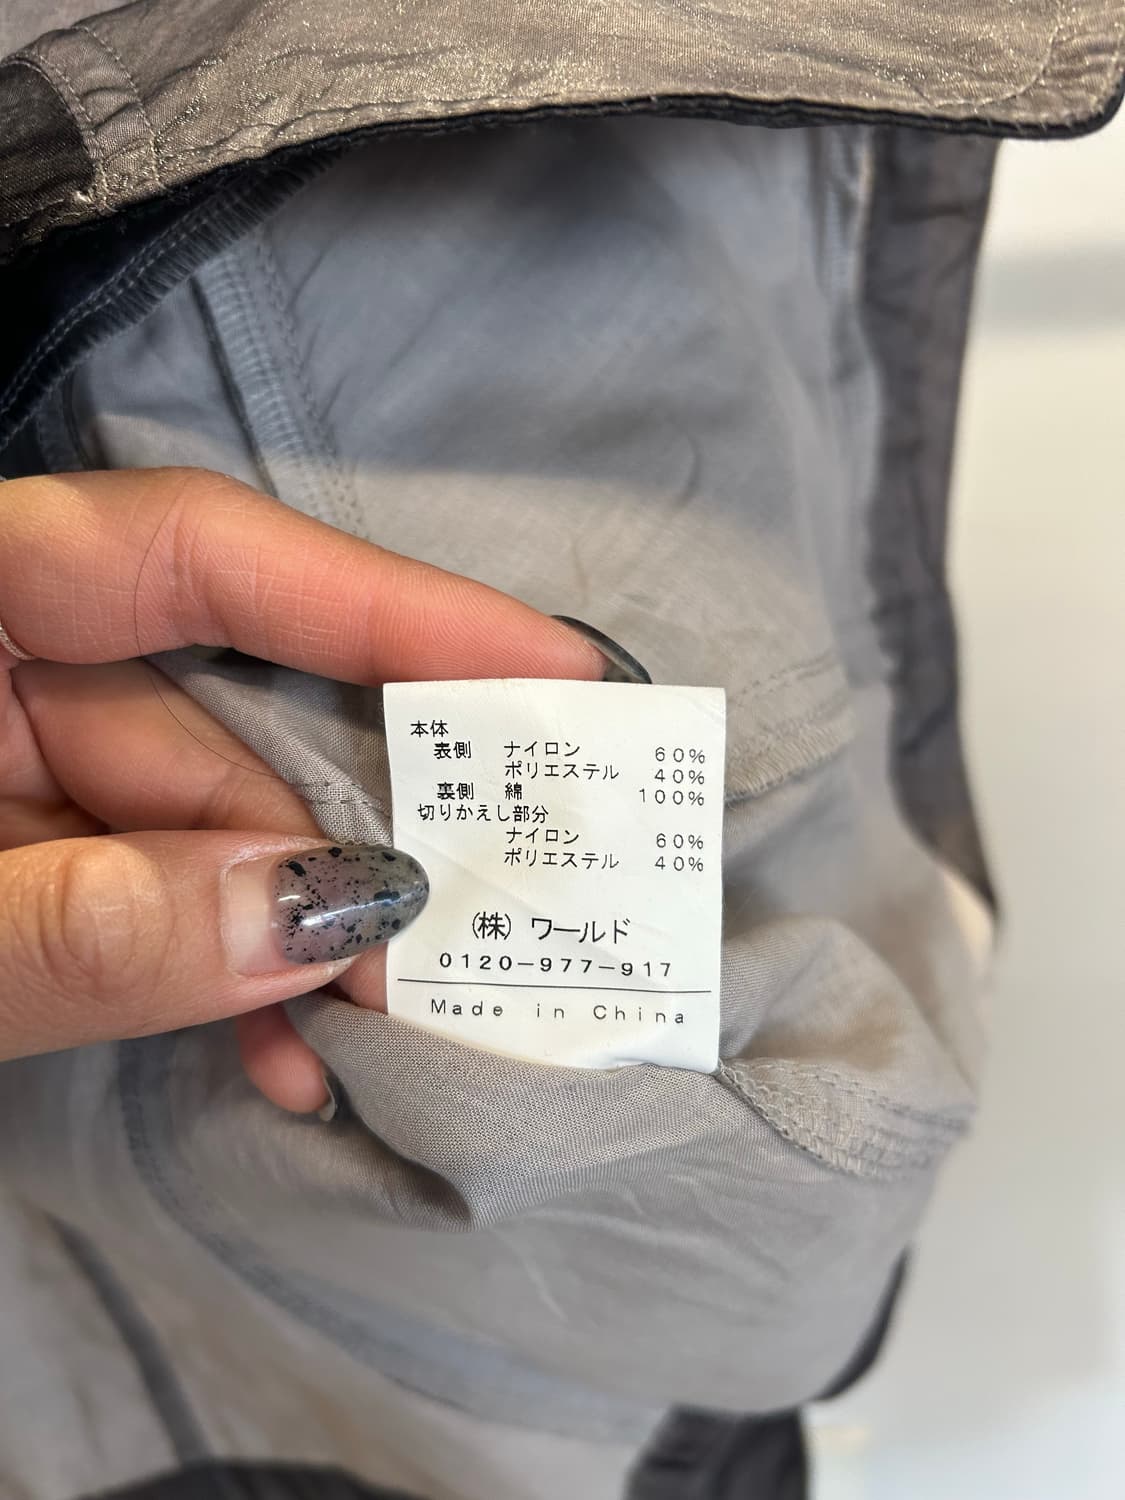 本体
表側 ナイロン 60%
ポリエステル 40%
裏側 綿 100%
切りかえし部分
ナイロン 60%
ポリエステル 40%
(株)ワールド
0120-977-917
Made in China